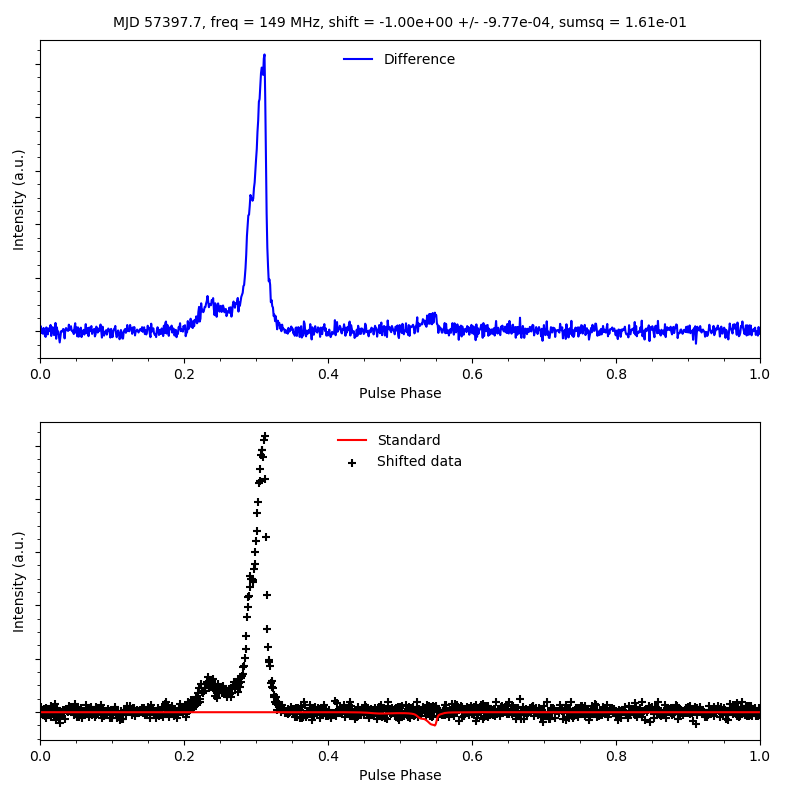 MJD 57397.7, freq = 149 MHz, shift = -1.00e+00 +/- -9.77e-04, sumsq = 1.61e-01
Difference
Intensity (a.u.)
0.0 0.2 0.4 0.6 0.8 1.0
Pulse Phase
Standard
Shifted data
Intensity (a.u.)
0.0 0.2 0.4 0.6 0.8 1.0
Pulse Phase